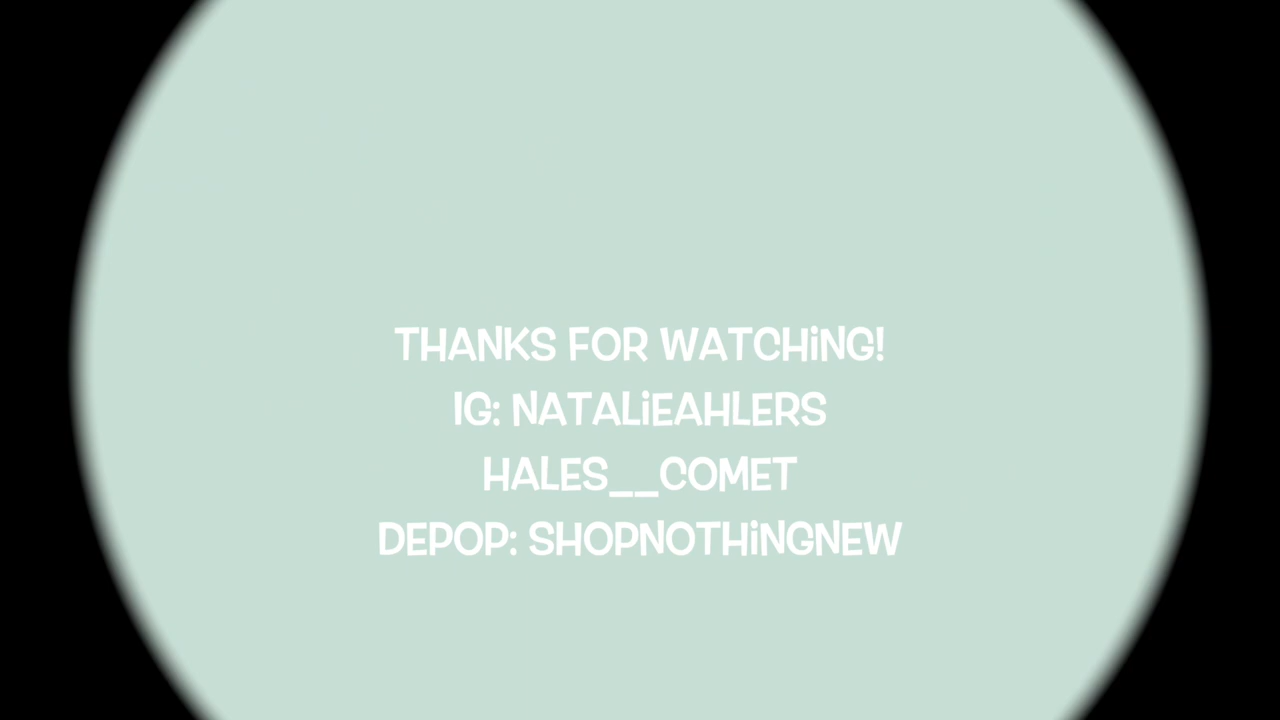 THANKS FOR WATCHiNG!
IG: NATALiEAHLERS
HALES__COMET
DEPOP: SHOPNOTHiNGNEW